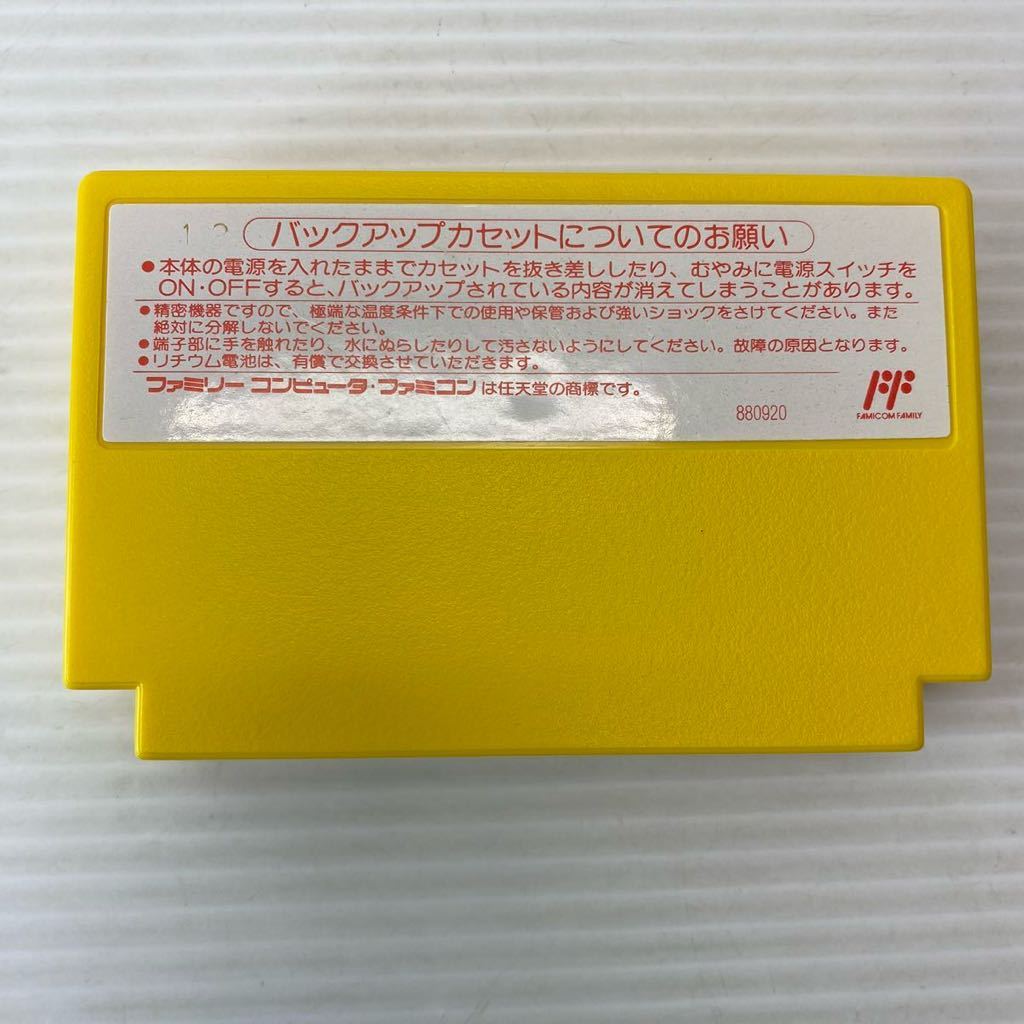 バックアップカセットについてのお願い
●本体の電源を入れたままでカセットを抜き差ししたり、むやみに電源スイッチを
ON・OFFすると、バックアップされている内容が消えてしまうことがあります。
●精密機器ですので、極端な温度条件下での使用や保管および強いショックをさけてください。また
絶対に分解しないでください。
●端子部に手を触れたり、水にぬらしたりして汚さないようにしてください。故障の原因となります。
●リチウム電池は、有償で交換させていただきます。
ファミリーコンピュータ・ファミコンは任天堂の商標です。
880920
FAMICOM FAMILY